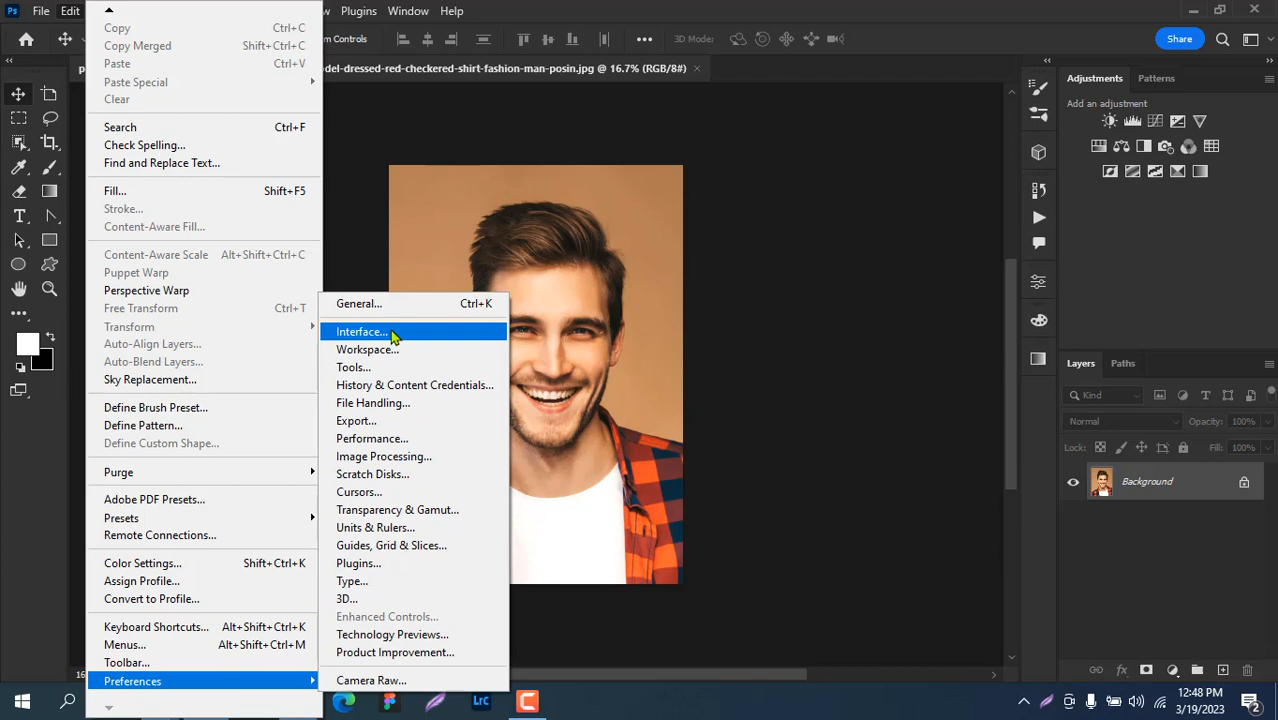 Ps File Edit Plugins Window Help
m Controls 3D Mode: Share
p del-dressed-red-checkered-shirt-fashion-man-posin.jpg @ 16.7% (RGB/8#)
Copy Ctrl+C
Copy Merged Shift+Ctrl+C
Paste Ctrl+V
Paste Special
Clear
Search Ctrl+F
Check Spelling...
Find and Replace Text...
Fill... Shift+F5
Stroke...
Content-Aware Fill...
Content-Aware Scale Alt+Shift+Ctrl+C
Puppet Warp
Perspective Warp
Free Transform Ctrl+T
Transform
Auto-Align Layers...
Auto-Blend Layers...
Sky Replacement...
Define Brush Preset...
Define Pattern...
Define Custom Shape...
Purge
Adobe PDF Presets...
Presets
Remote Connections...
Color Settings... Shift+Ctrl+K
Assign Profile...
Convert to Profile...
Keyboard Shortcuts... Alt+Shift+Ctrl+K
Menus... Alt+Shift+Ctrl+M
Toolbar...
Preferences
General... Ctrl+K
Interface...
Workspace...
Tools...
History & Content Credentials...
File Handling...
Export...
Performance...
Image Processing...
Scratch Disks...
Cursors...
Transparency & Gamut...
Units & Rulers...
Guides, Grid & Slices...
Plugins...
Type...
3D...
Enhanced Controls...
Technology Previews...
Product Improvement...
Camera Raw...
Adjustments Patterns
Add an adjustment
Layers Paths
Kind
Normal Opacity: 100%
Lock: Fill: 100%
Background
16
Lrc
12:48 PM
3/19/2023
2